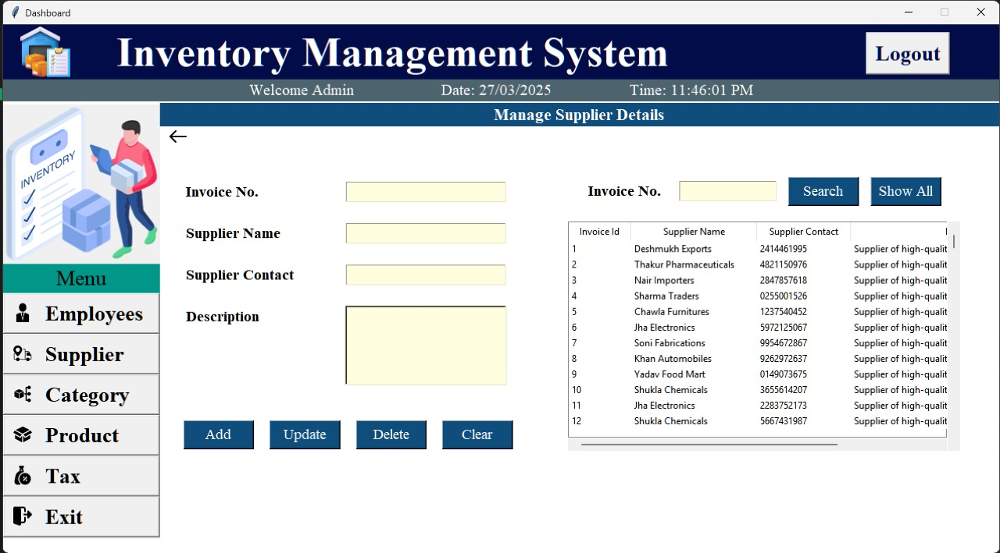 Dashboard
Inventory Management System
Logout
Welcome Admin Date: 27/03/2025 Time: 11:46:01 PM
INVENTORY
Menu
Employees
Supplier
Category
Product
Tax
Exit
Manage Supplier Details
Invoice No.
Supplier Name
Supplier Contact
Description
Add Update Delete Clear
Invoice No. Search Show All
Invoice Id Supplier Name Supplier Contact
1 Deshmukh Exports 2414461995 Supplier of high-qualit
2 Thakur Pharmaceuticals 4821150976 Supplier of high-qualit
3 Nair Importers 2847857618 Supplier of high-qualit
4 Sharma Traders 0255001526 Supplier of high-qualit
5 Chawla Furnitures 1237540452 Supplier of high-qualit
6 Jha Electronics 5972125067 Supplier of high-qualit
7 Soni Fabrications 9954672867 Supplier of high-qualit
8 Khan Automobiles 9262972637 Supplier of high-qualit
9 Yadav Food Mart 0149073675 Supplier of high-qualit
10 Shukla Chemicals 3655614207 Supplier of high-qualit
11 Jha Electronics 2283752173 Supplier of high-qualit
12 Shukla Chemicals 5667431987 Supplier of high-qualit